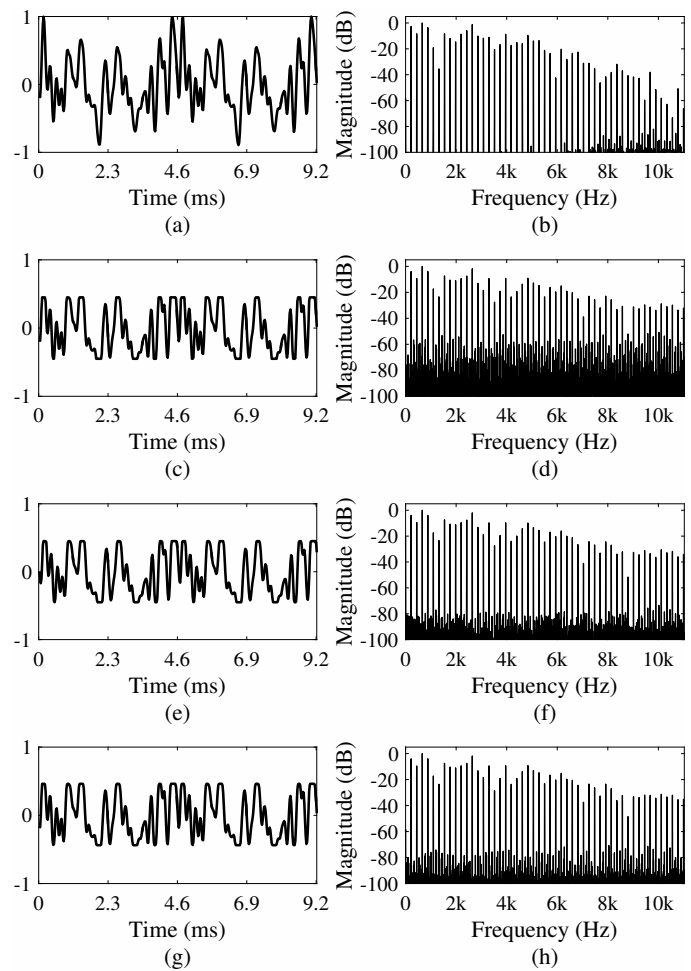 1
0
-1
0 2.3 4.6 6.9 9.2
Time (ms)
(a)
Magnitude (dB)
0
-20
-40
-60
-80
-100
0 2k 4k 6k 8k 10k
Frequency (Hz)
(b)
1
0
-1
0 2.3 4.6 6.9 9.2
Time (ms)
(c)
Magnitude (dB)
0
-20
-40
-60
-80
-100
0 2k 4k 6k 8k 10k
Frequency (Hz)
(d)
1
0
-1
0 2.3 4.6 6.9 9.2
Time (ms)
(e)
Magnitude (dB)
0
-20
-40
-60
-80
-100
0 2k 4k 6k 8k 10k
Frequency (Hz)
(f)
1
0
-1
0 2.3 4.6 6.9 9.2
Time (ms)
(g)
Magnitude (dB)
0
-20
-40
-60
-80
-100
0 2k 4k 6k 8k 10k
Frequency (Hz)
(h)